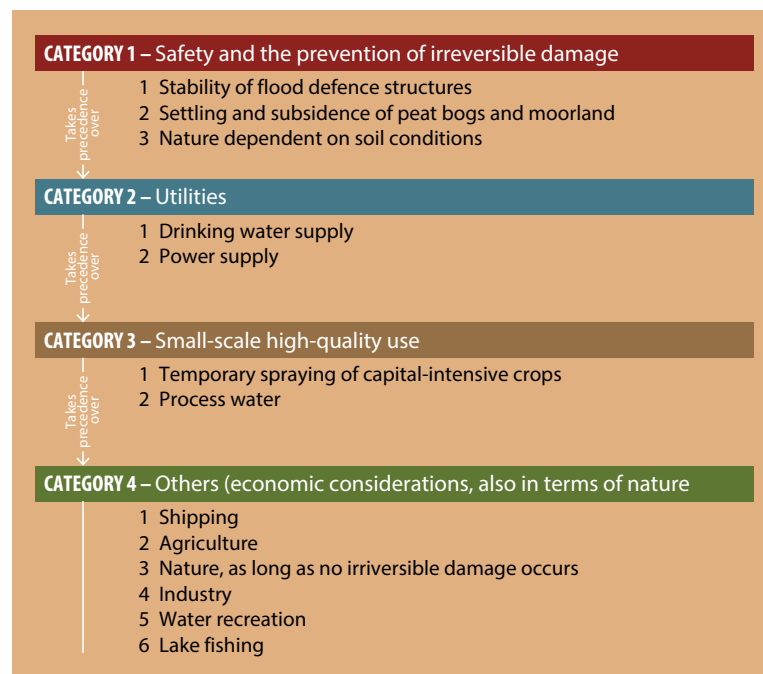 CATEGORY 1 – Safety and the prevention of irreversible damage
Takes
precedence
over
1 Stability of flood defence structures
2 Settling and subsidence of peat bogs and moorland
3 Nature dependent on soil conditions
CATEGORY 2 – Utilities
Takes
precedence
over
1 Drinking water supply
2 Power supply
CATEGORY 3 – Small-scale high-quality use
Takes
precedence
over
1 Temporary spraying of capital-intensive crops
2 Process water
CATEGORY 4 – Others (economic considerations, also in terms of nature
1 Shipping
2 Agriculture
3 Nature, as long as no irriversible damage occurs
4 Industry
5 Water recreation
6 Lake fishing